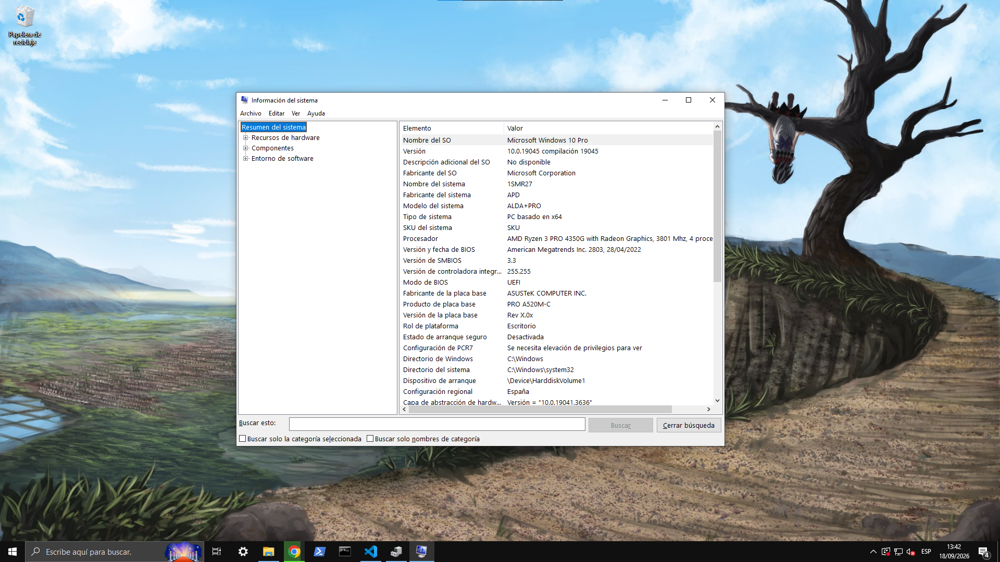 Papelera de
reciclaje
Información del sistema
Archivo Editar Ver Ayuda
Resumen del sistema
Recursos de hardware
Componentes
Entorno de software
Elemento Valor
Nombre del SO Microsoft Windows 10 Pro
Versión 10.0.19045 compilación 19045
Descripción adicional del SO No disponible
Fabricante del SO Microsoft Corporation
Nombre del sistema 1SMR27
Fabricante del sistema APD
Modelo del sistema ALDA+PRO
Tipo de sistema PC basado en x64
SKU del sistema SKU
Procesador AMD Ryzen 3 PRO 4350G with Radeon Graphics, 3801 Mhz, 4 proce
Versión y fecha de BIOS American Megatrends Inc. 2803, 28/04/2022
Versión de SMBIOS 3.3
Versión de controladora integr... 255.255
Modo de BIOS UEFI
Fabricante de la placa base ASUSTeK COMPUTER INC.
Producto de placa base PRO A520M-C
Versión de la placa base Rev X.0x
Rol de plataforma Escritorio
Estado de arranque seguro Desactivada
Configuración de PCR7 Se necesita elevación de privilegios para ver
Directorio de Windows C:\Windows
Directorio del sistema C:\Windows\system32
Dispositivo de arranque \Device\HarddiskVolume1
Configuración regional España
Capa de abstracción de hardw... Versión = "10.0.19041.3636"
Buscar esto: Buscar Cerrar búsqueda
Buscar solo la categoría seleccionada Buscar solo nombres de categoría
Escribe aquí para buscar.
ESP
13:42
18/09/2026
4